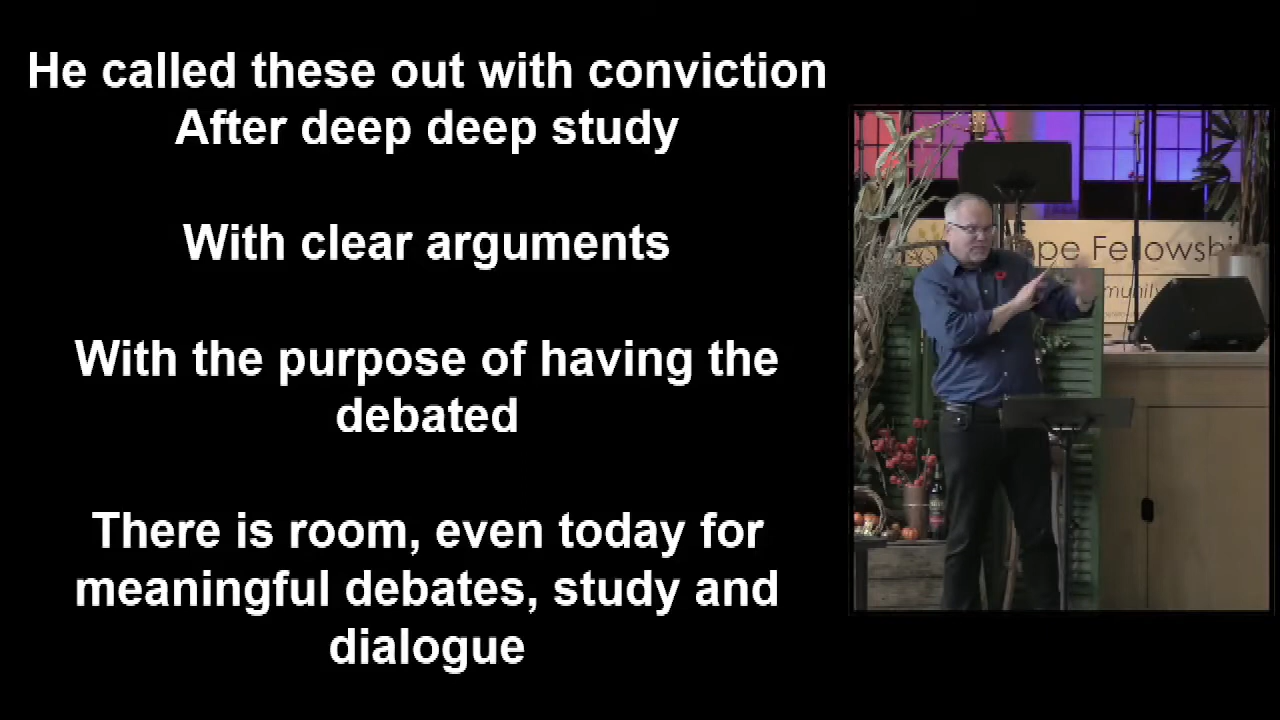 He called these out with conviction
After deep deep study
With clear arguments
With the purpose of having the
debated
There is room, even today for
meaningful debates, study and
dialogue